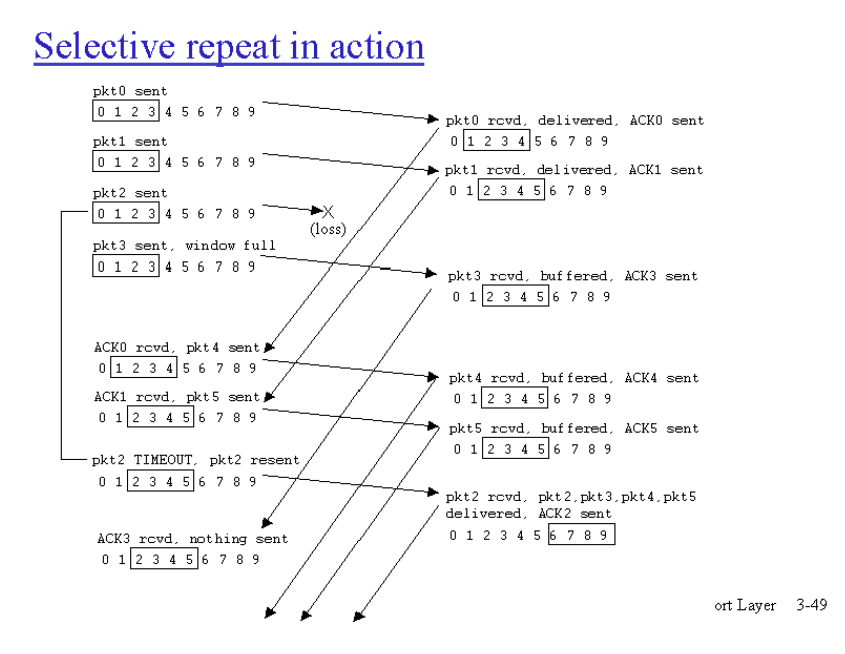 Selective repeat in action
pkt0 sent
0 1 2 3 4 5 6 7 8 9
pkt0 rcvd, delivered, ACK0 sent
0 1 2 3 4 5 6 7 8 9
pkt1 sent
0 1 2 3 4 5 6 7 8 9
pkt1 rcvd, delivered, ACK1 sent
0 1 2 3 4 5 6 7 8 9
pkt2 sent
0 1 2 3 4 5 6 7 8 9
X
(loss)
pkt3 sent, window full
0 1 2 3 4 5 6 7 8 9
pkt3 rcvd, buffered, ACK3 sent
0 1 2 3 4 5 6 7 8 9
ACK0 rcvd, pkt4 sent
0 1 2 3 4 5 6 7 8 9
pkt4 rcvd, buffered, ACK4 sent
0 1 2 3 4 5 6 7 8 9
ACK1 rcvd, pkt5 sent
0 1 2 3 4 5 6 7 8 9
pkt5 rcvd, buffered, ACK5 sent
0 1 2 3 4 5 6 7 8 9
pkt2 TIMEOUT, pkt2 resent
0 1 2 3 4 5 6 7 8 9
pkt2 rcvd, pkt2,pkt3,pkt4,pkt5
delivered, ACK2 sent
0 1 2 3 4 5 6 7 8 9
ACK3 rcvd, nothing sent
0 1 2 3 4 5 6 7 8 9
ort Layer 3-49